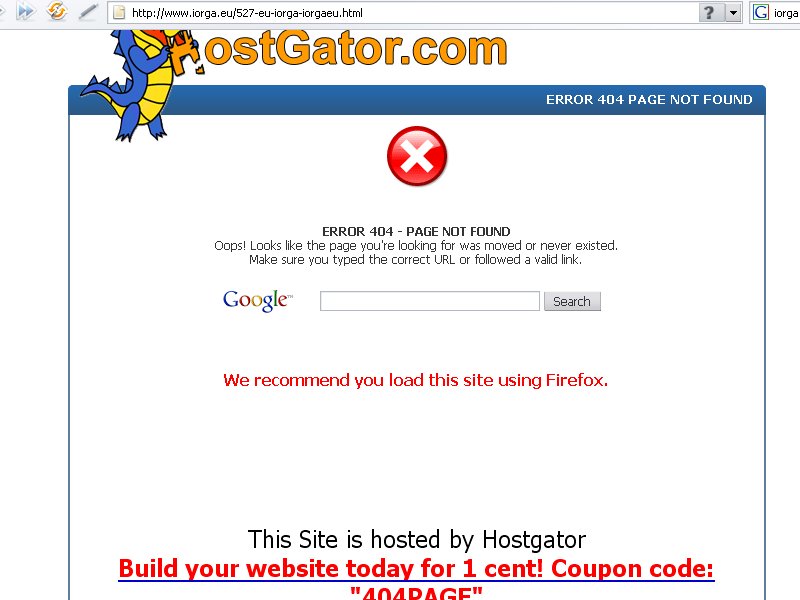 http://www.iorga.eu/527-eu-iorga-iorgaeu.html
?
G iorga
HostGator.com
ERROR 404 PAGE NOT FOUND
ERROR 404 - PAGE NOT FOUND
Oops! Looks like the page you're looking for was moved or never existed.
Make sure you typed the correct URL or followed a valid link.
Google™
Search
We recommend you load this site using Firefox.
This Site is hosted by Hostgator
Build your website today for 1 cent! Coupon code:
"404PAGE"